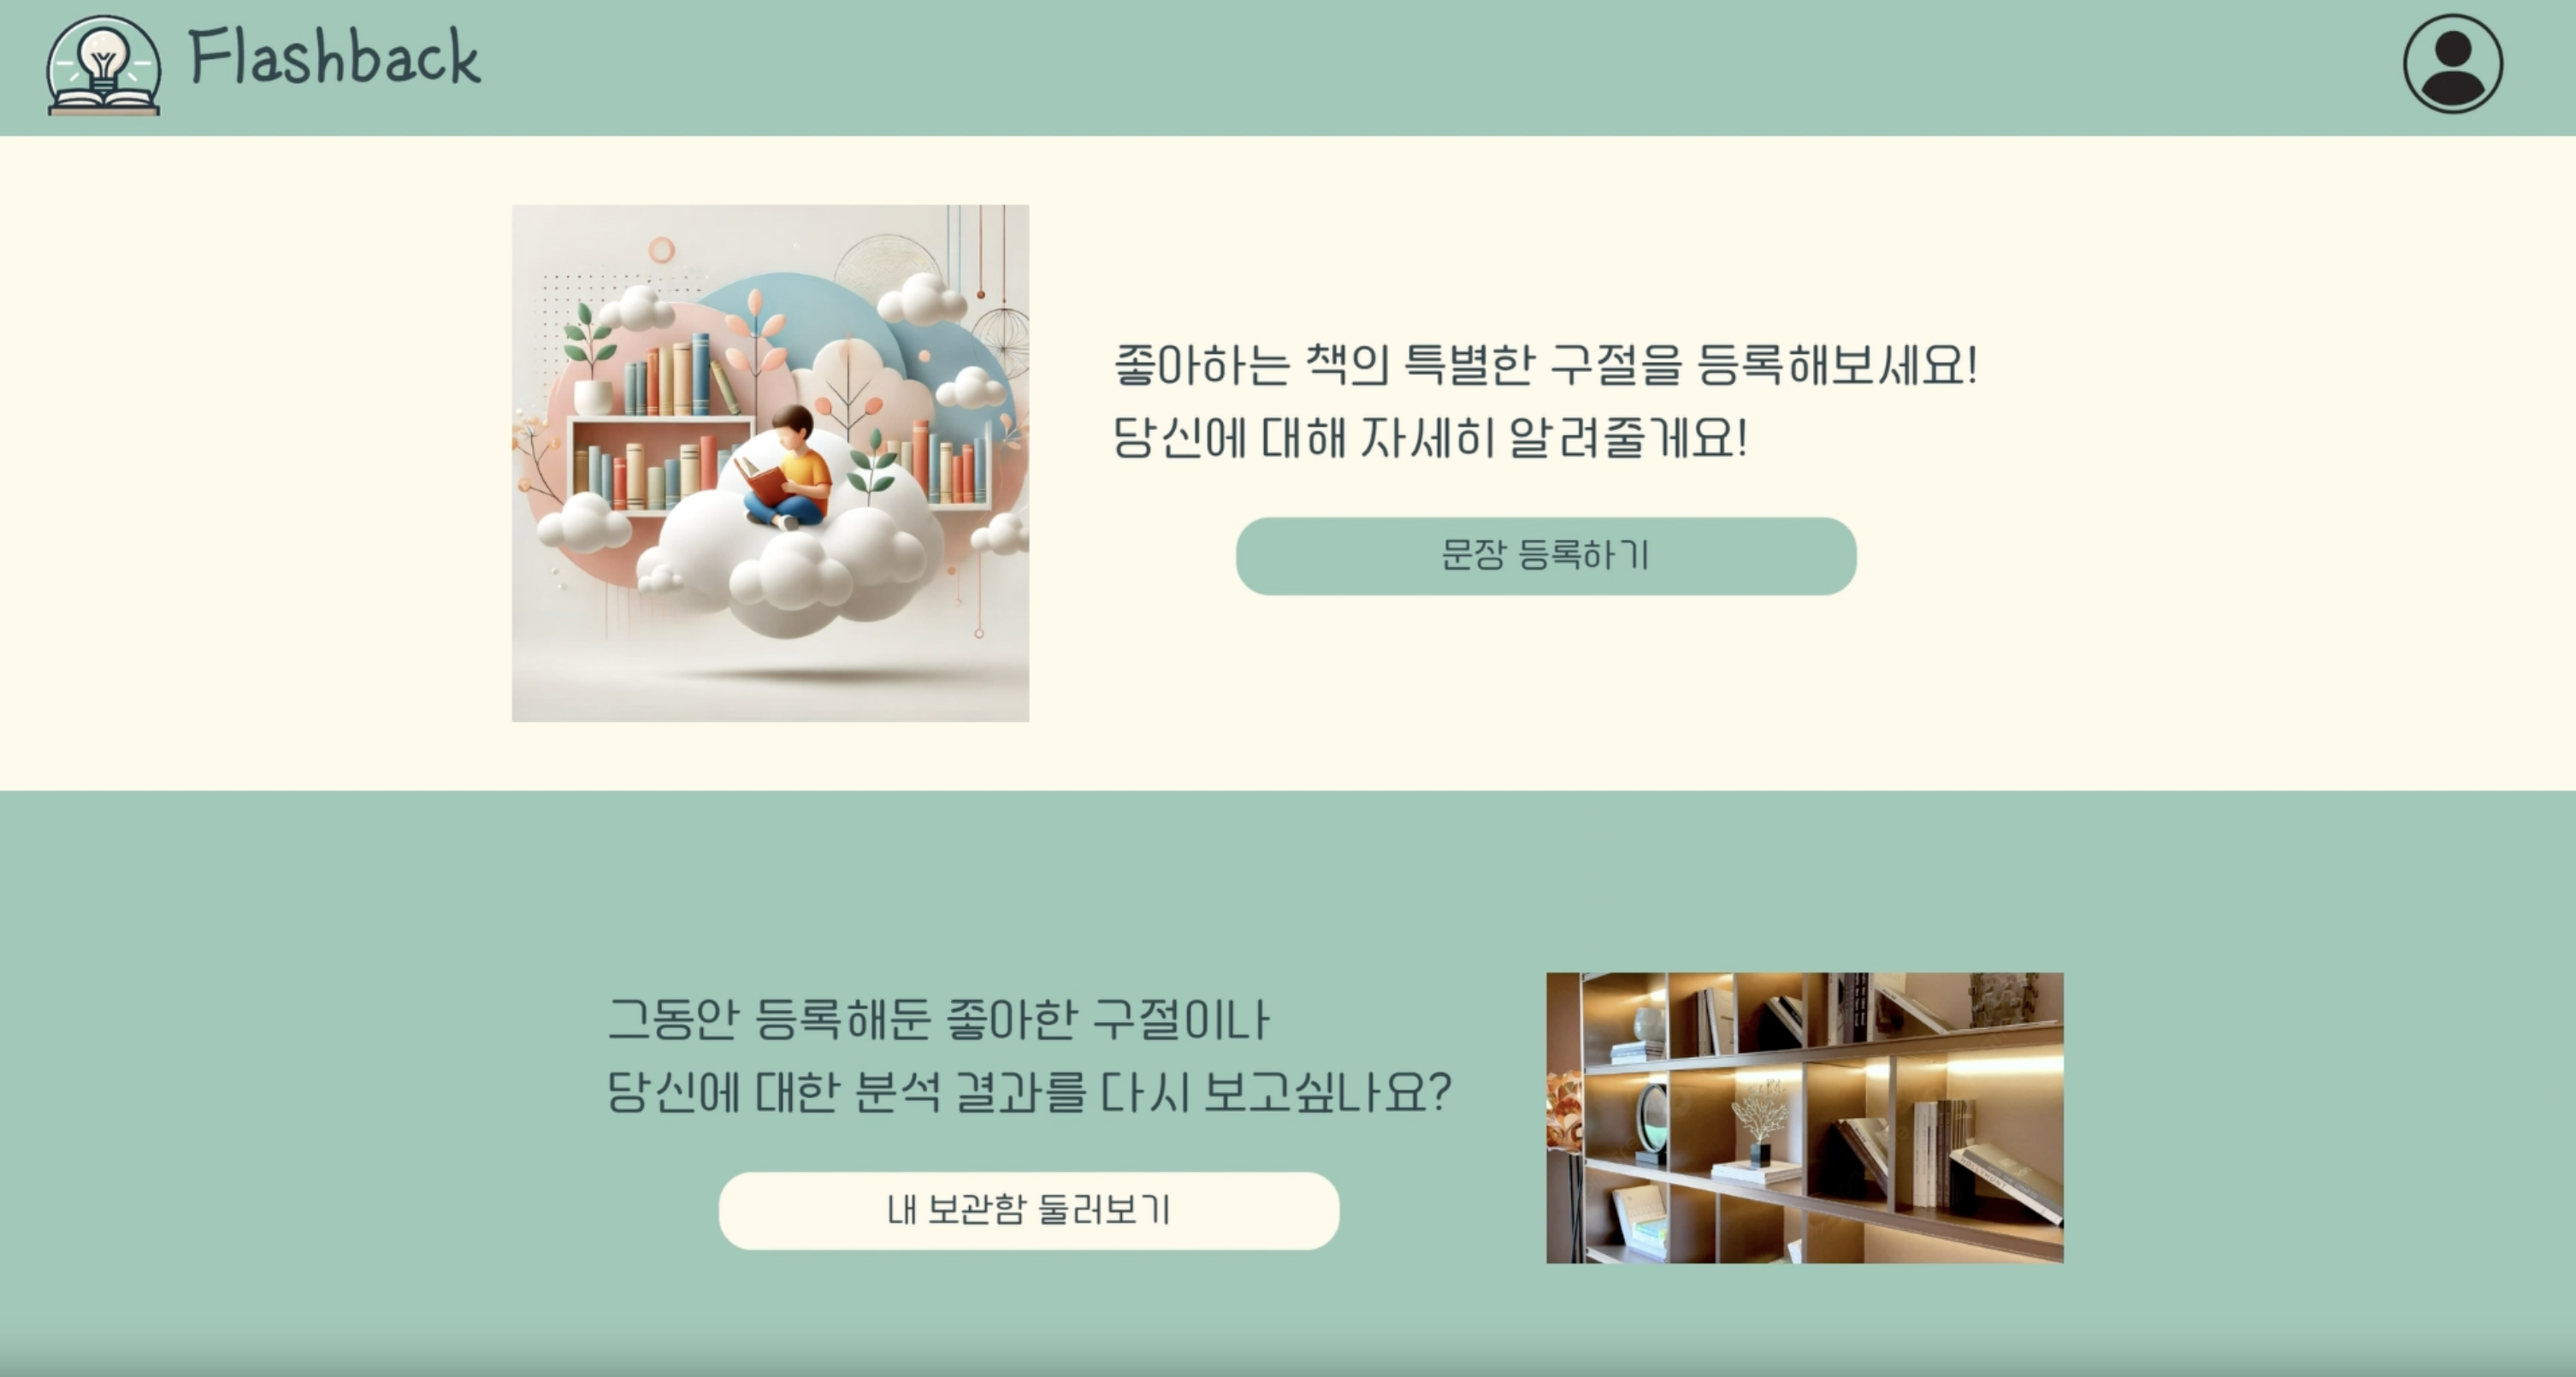 Flashback
좋아하는 책의 특별한 구절을 등록해보세요!
당신에 대해 자세히 알려줄게요!
문장 등록하기
그동안 등록해둔 좋아한 구절이나
당신에 대한 분석 결과를 다시 보고싶나요?
내 보관함 둘러보기